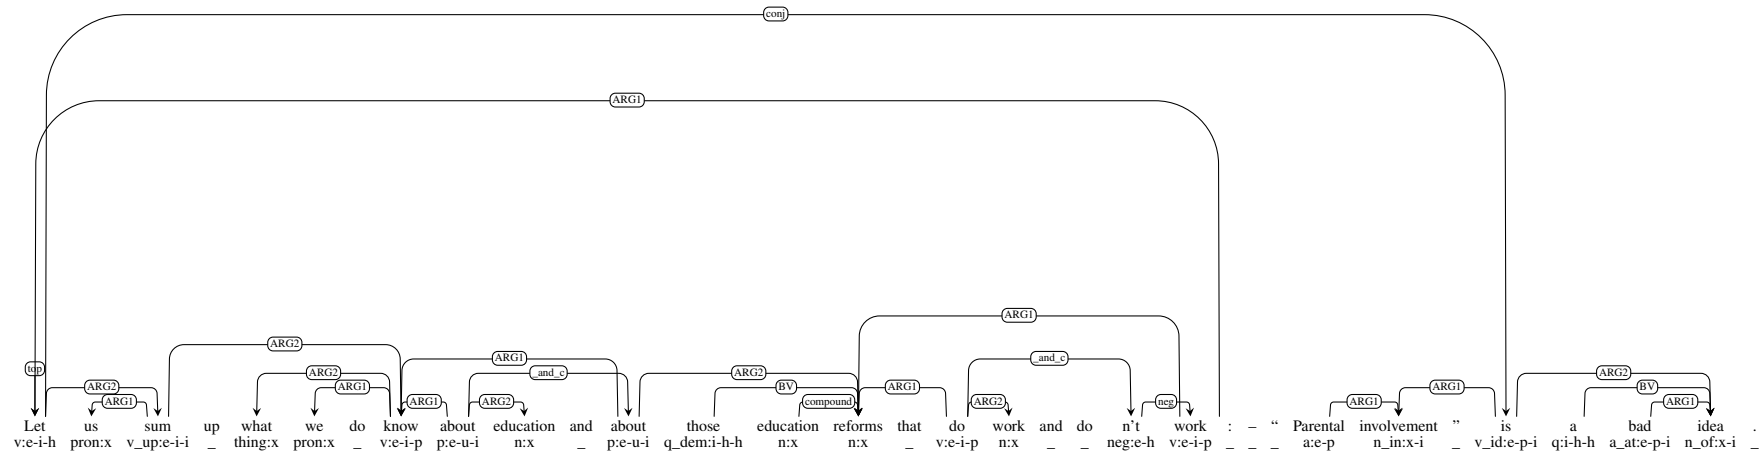 conj
ARG1
ARG1
ARG2
ARG1
_and_c
top
ARG2
_and_c
ARG2
ARG2
ARG2
ARG1
BV
ARG1
ARG1
BV
ARG1
ARG1
ARG2
compound
ARG2
neg
ARG1
ARG1
Let us sum up what we do know about education and about those education reforms that do work and do n't work : – “ Parental involvement ” is a bad idea .
v:e-i-h pron:x v_up:e-i-i _ thing:x pron:x _ v:e-i-p p:e-u-i n:x _ p:e-u-i q_dem:i-h-h n:x n:x _ v:e-i-p n:x _ _ neg:e-h v:e-i-p _ _ _ a:e-p n_in:x-i _ v_id:e-p-i q:i-h-h a_at:e-p-i n_of:x-i _